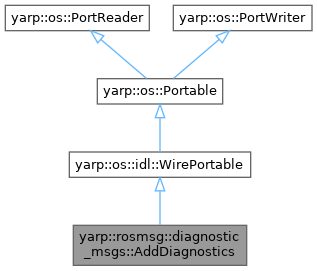 yarp::os::PortReader
yarp::os::PortWriter
yarp::os::Portable
yarp::os::idl::WirePortable
yarp::rosmsg::diagnostic
_msgs::AddDiagnostics